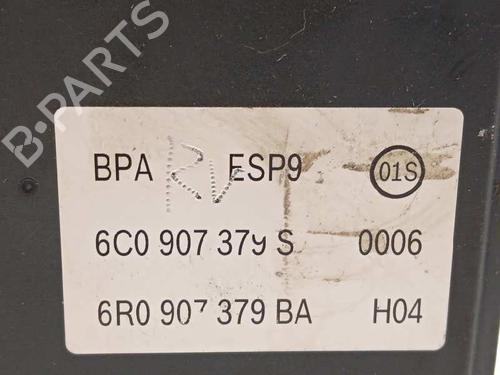 B-PARTS
BPA RV ESP9 01S
6C0 907 379 S 0006
6R0 907 379 BA H04